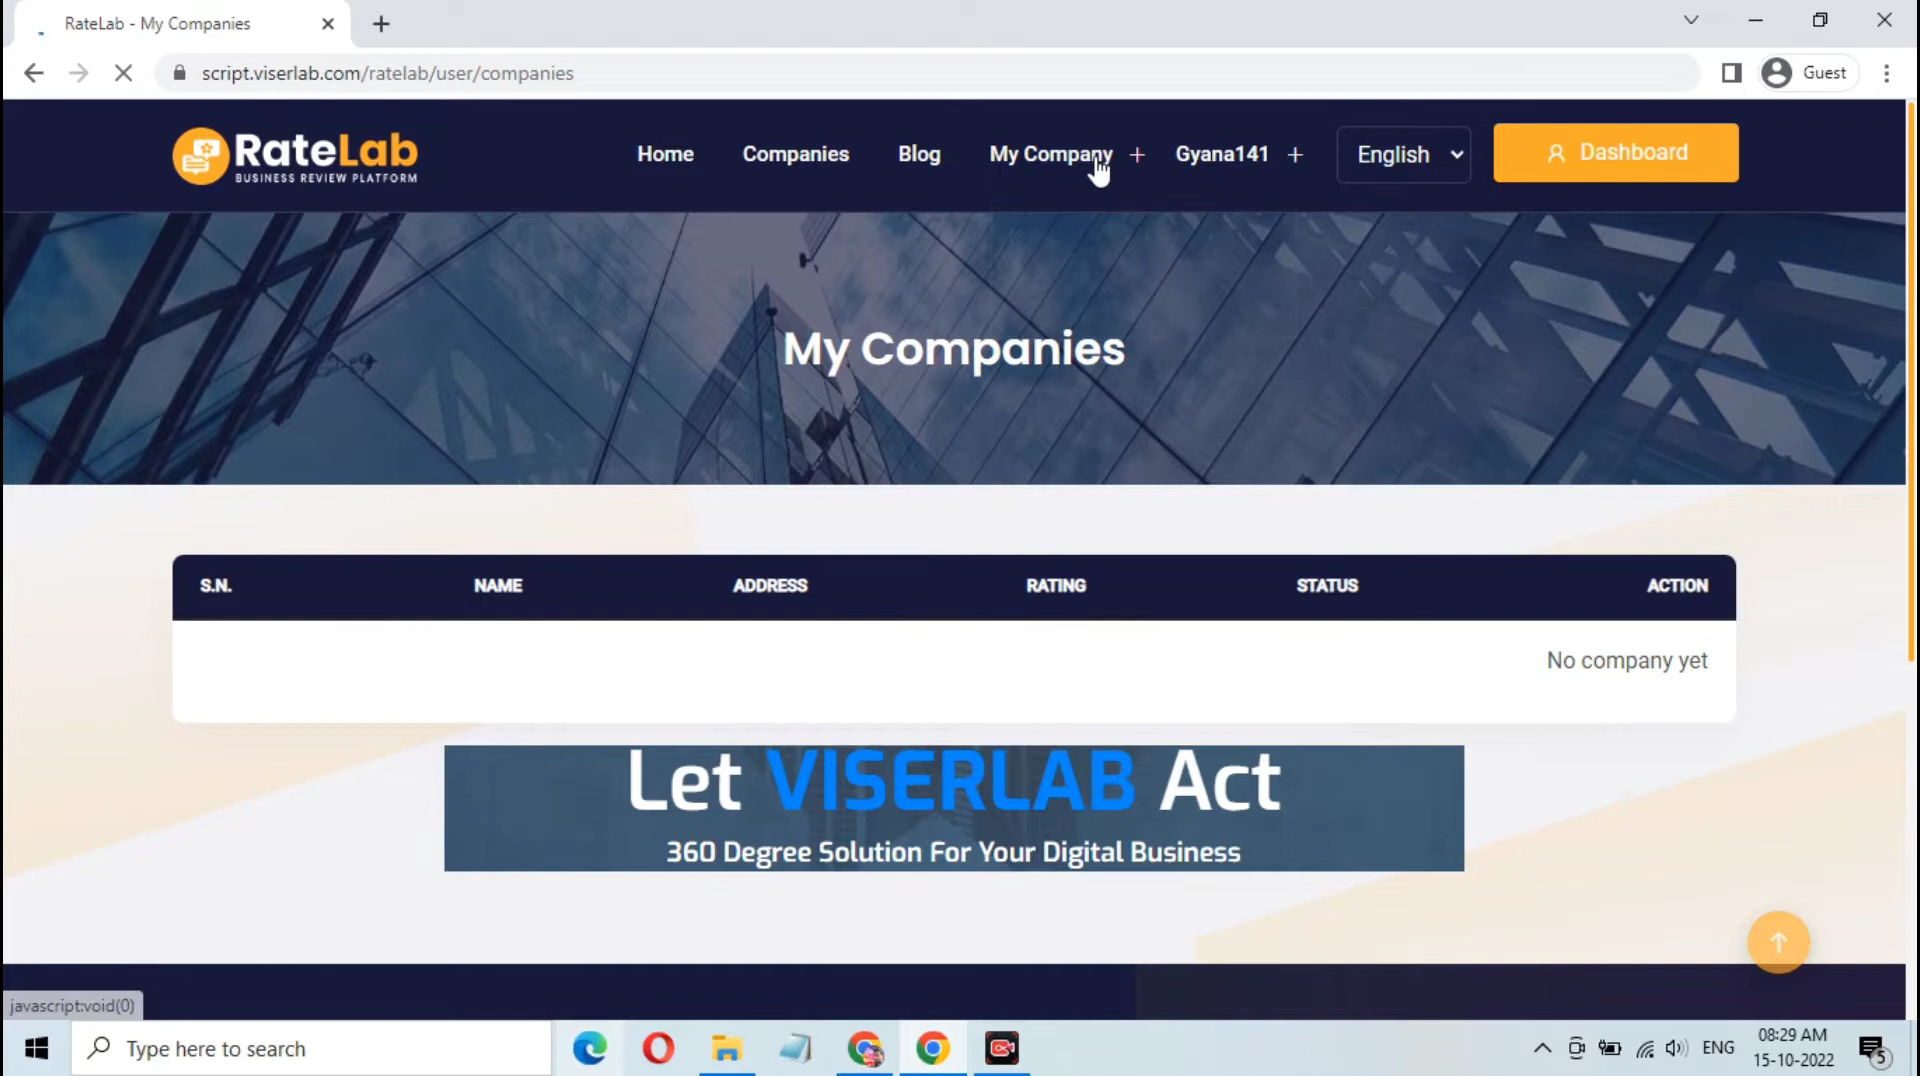 RateLab - My Companies
script.viserlab.com/ratelab/user/companies
Guest
RateLab
BUSINESS REVIEW PLATFORM
Home Companies Blog My Company + Gyana141 + English Dashboard
My Companies
S.N. NAME ADDRESS RATING STATUS ACTION
No company yet
Let VISERLAB Act
360 Degree Solution For Your Digital Business
javascript:void(0)
Type here to search
ENG
08:29 AM
15-10-2022
5